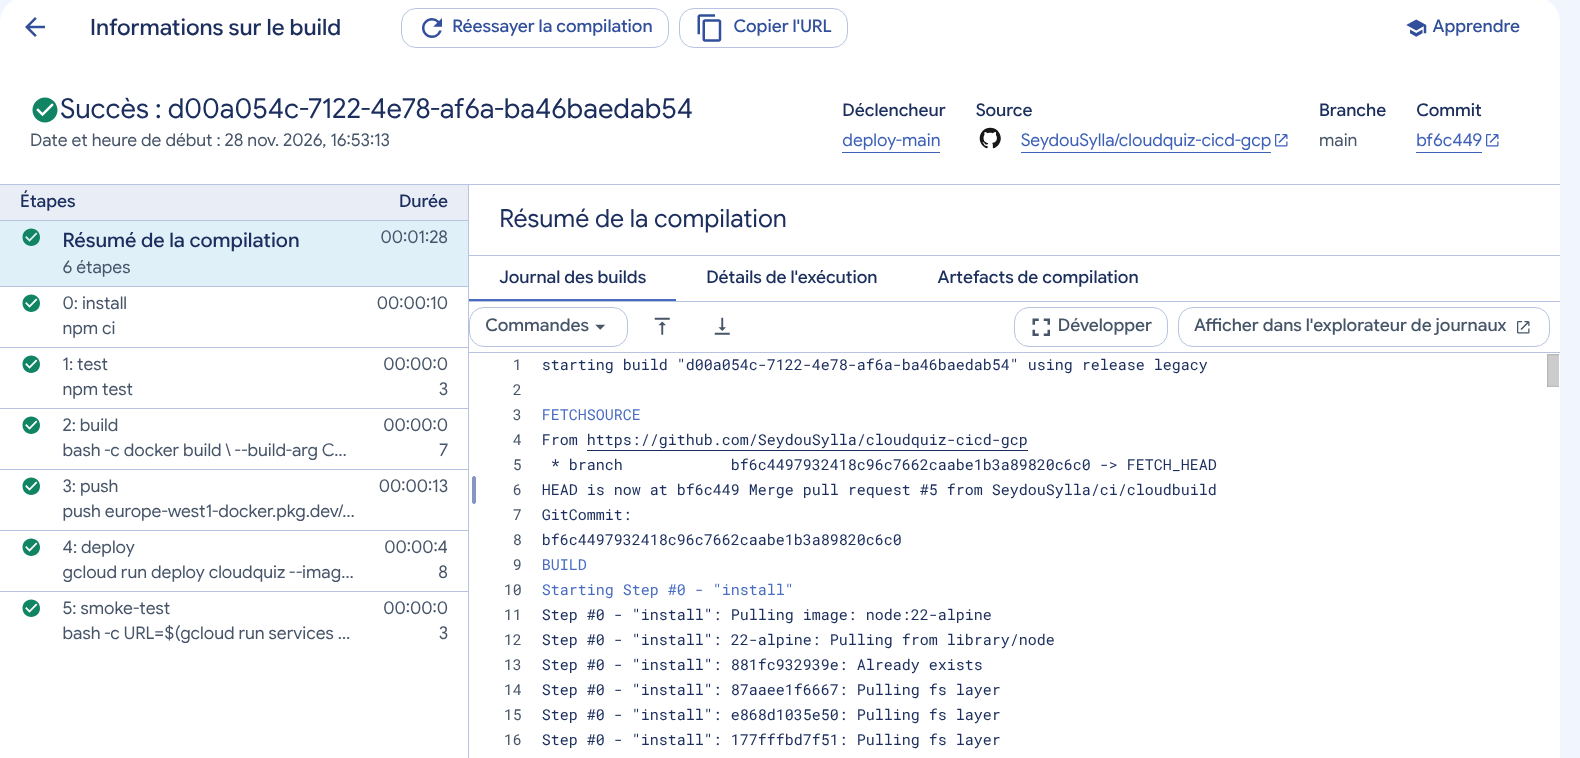 Informations sur le build
Réessayer la compilation
Copier l'URL
Apprendre
Succès : d00a054c-7122-4e78-af6a-ba46baedab54
Date et heure de début : 28 nov. 2026, 16:53:13
Déclencheur
deploy-main
Source
SeydouSylla/cloudquiz-cicd-gcp
Branche
main
Commit
bf6c449
Étapes Durée
Résumé de la compilation 00:01:28
6 étapes
0: install 00:00:10
npm ci
1: test 00:00:0
npm test 3
2: build 00:00:0
bash -c docker build \ --build-arg C... 7
3: push 00:00:13
push europe-west1-docker.pkg.dev/...
4: deploy 00:00:4
gcloud run deploy cloudquiz --imag... 8
5: smoke-test 00:00:0
bash -c URL=$(gcloud run services ... 3
Résumé de la compilation
Journal des builds Détails de l'exécution Artefacts de compilation
Commandes Développer Afficher dans l'explorateur de journaux
1 starting build "d00a054c-7122-4e78-af6a-ba46baedab54" using release legacy
2
3 FETCHSOURCE
4 From https://github.com/SeydouSylla/cloudquiz-cicd-gcp
5 * branch bf6c4497932418c96c7662caabe1b3a89820c6c0 -> FETCH_HEAD
6 HEAD is now at bf6c449 Merge pull request #5 from SeydouSylla/ci/cloudbuild
7 GitCommit:
8 bf6c4497932418c96c7662caabe1b3a89820c6c0
9 BUILD
10 Starting Step #0 - "install"
11 Step #0 - "install": Pulling image: node:22-alpine
12 Step #0 - "install": 22-alpine: Pulling from library/node
13 Step #0 - "install": 881fc932939e: Already exists
14 Step #0 - "install": 87aaee1f6667: Pulling fs layer
15 Step #0 - "install": e868d1035e50: Pulling fs layer
16 Step #0 - "install": 177fffbd7f51: Pulling fs layer